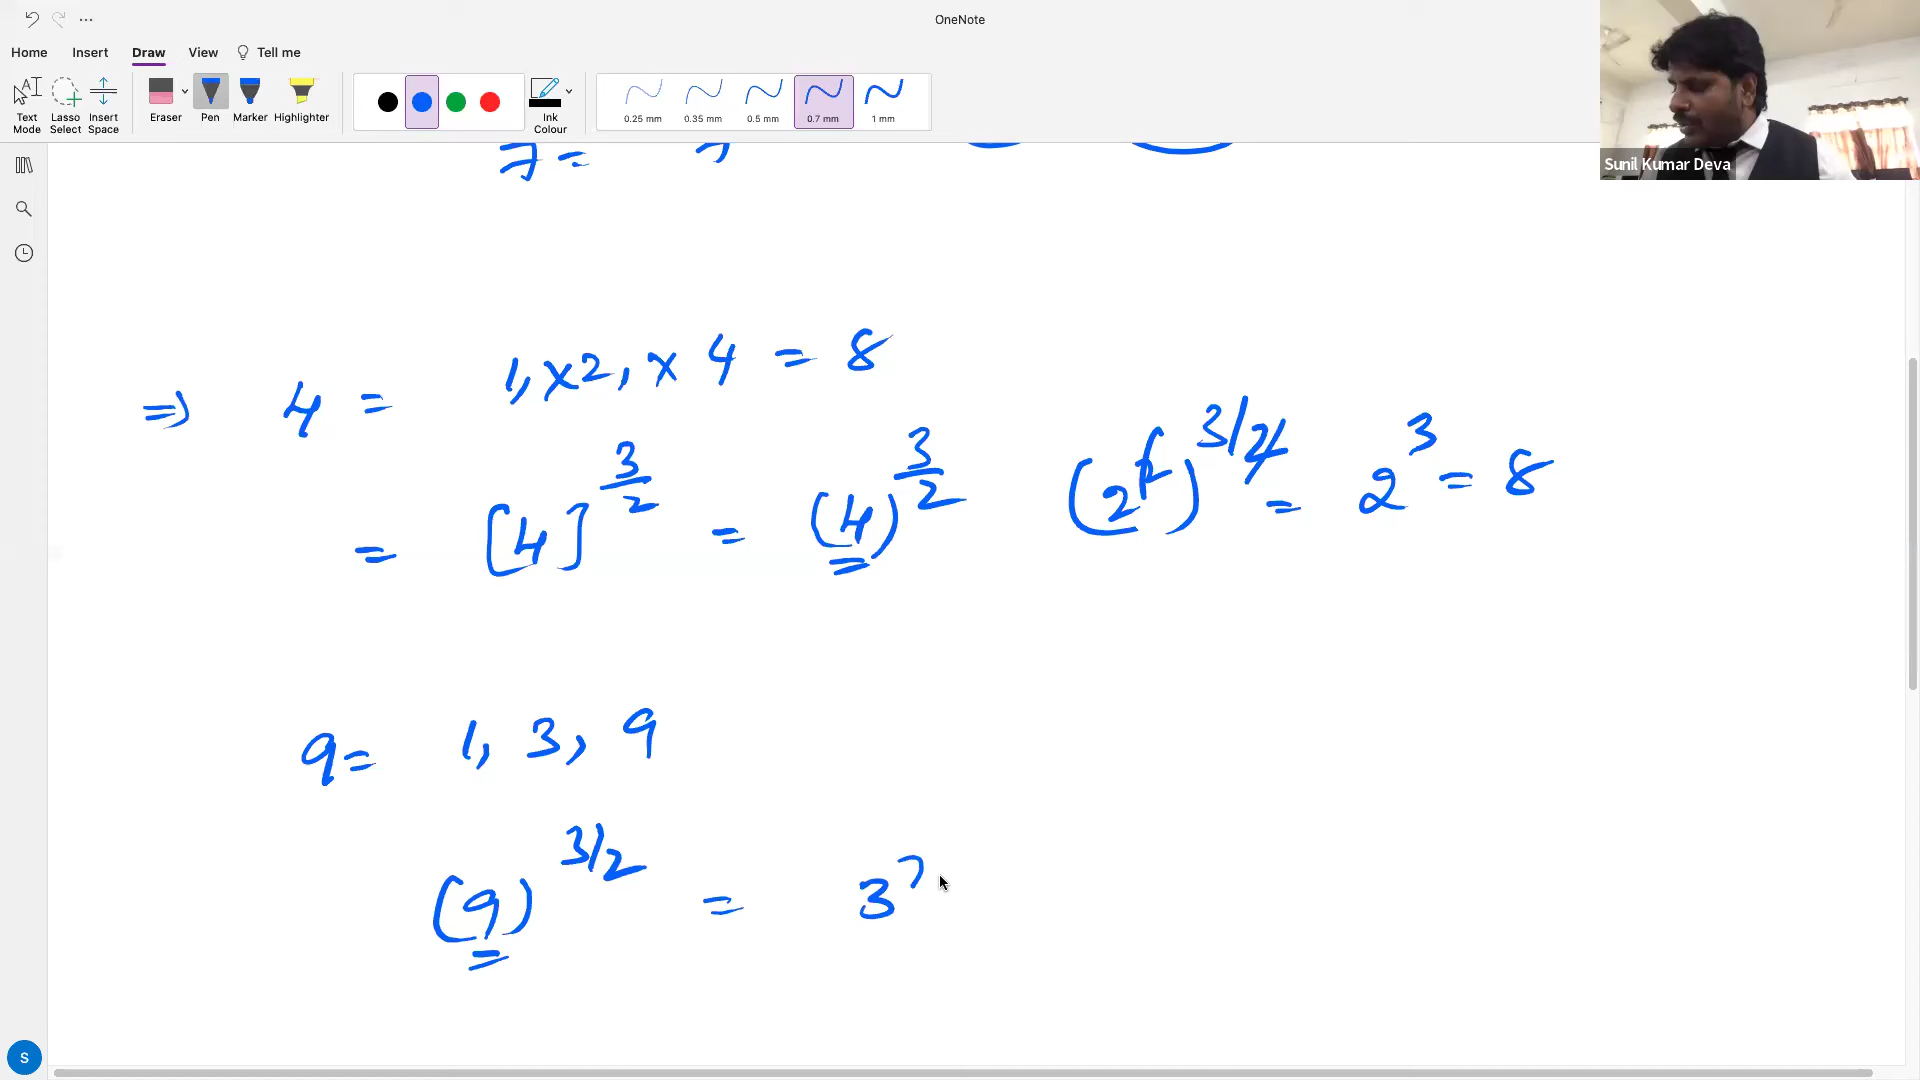 OneNote
Home Insert Draw View Tell me
Text Mode Lasso Select Insert Space Eraser Pen Marker Highlighter Ink Colour 0.25 mm 0.35 mm 0.5 mm 0.7 mm 1 mm
Sunil Kumar Deva
⇒ 4 = 1, x 2, x 4 = 8
= [4]^(3/2) = (4)^(3/2) (2^2)^(3/2) = 2^3 = 8
9 = 1, 3, 9
(9)^(3/2) = 3
S